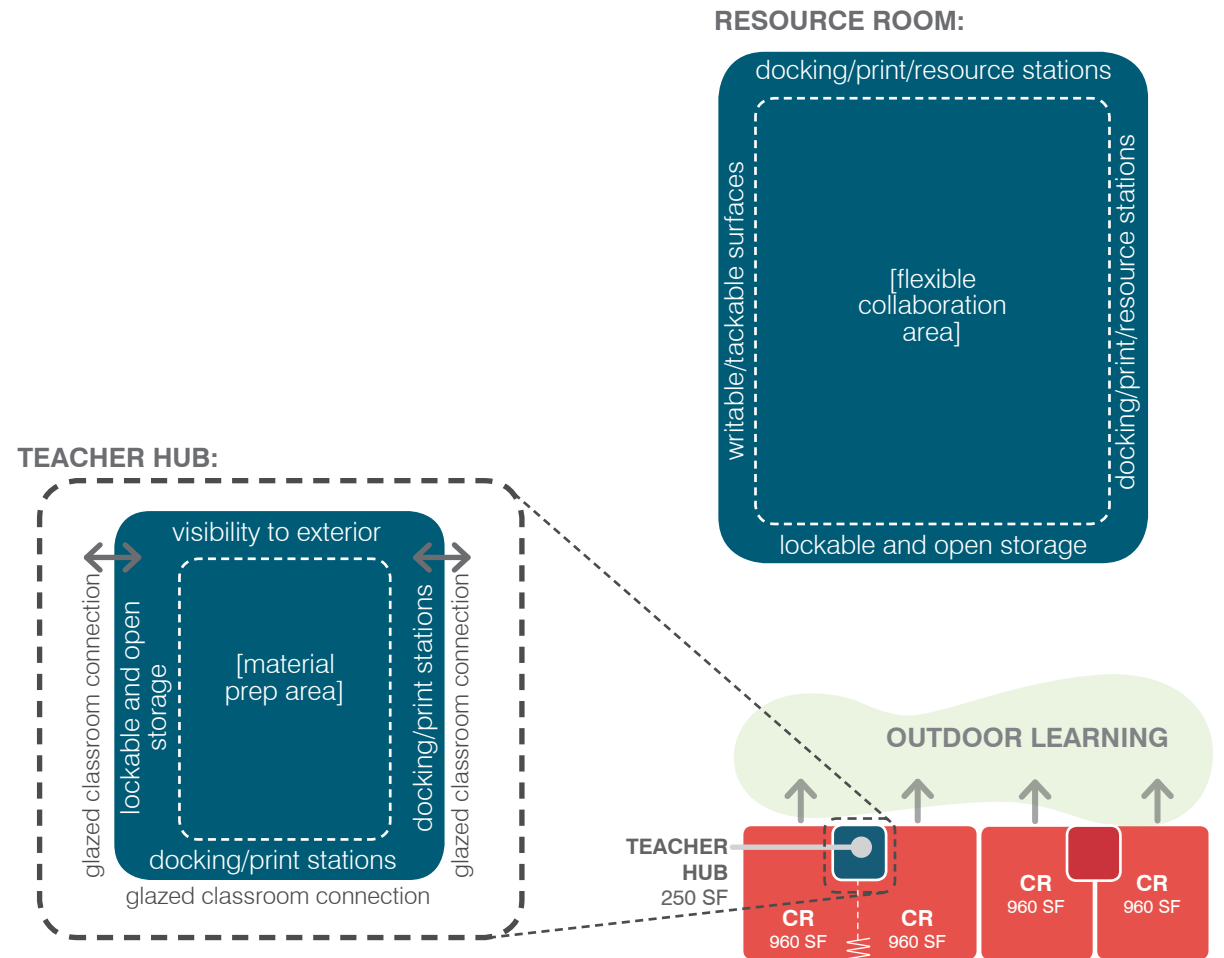 RESOURCE ROOM:
docking/print/resource stations
writable/tackable surfaces
[flexible
collaboration
area]
docking/print/resource stations
lockable and open storage
TEACHER HUB:
visibility to exterior
glazed classroom connection
lockable and open
storage
[material
prep area]
docking/print stations
glazed classroom connection
docking/print stations
glazed classroom connection
OUTDOOR LEARNING
TEACHER
HUB
250 SF
CR
960 SF
CR
960 SF
CR
960 SF
CR
960 SF